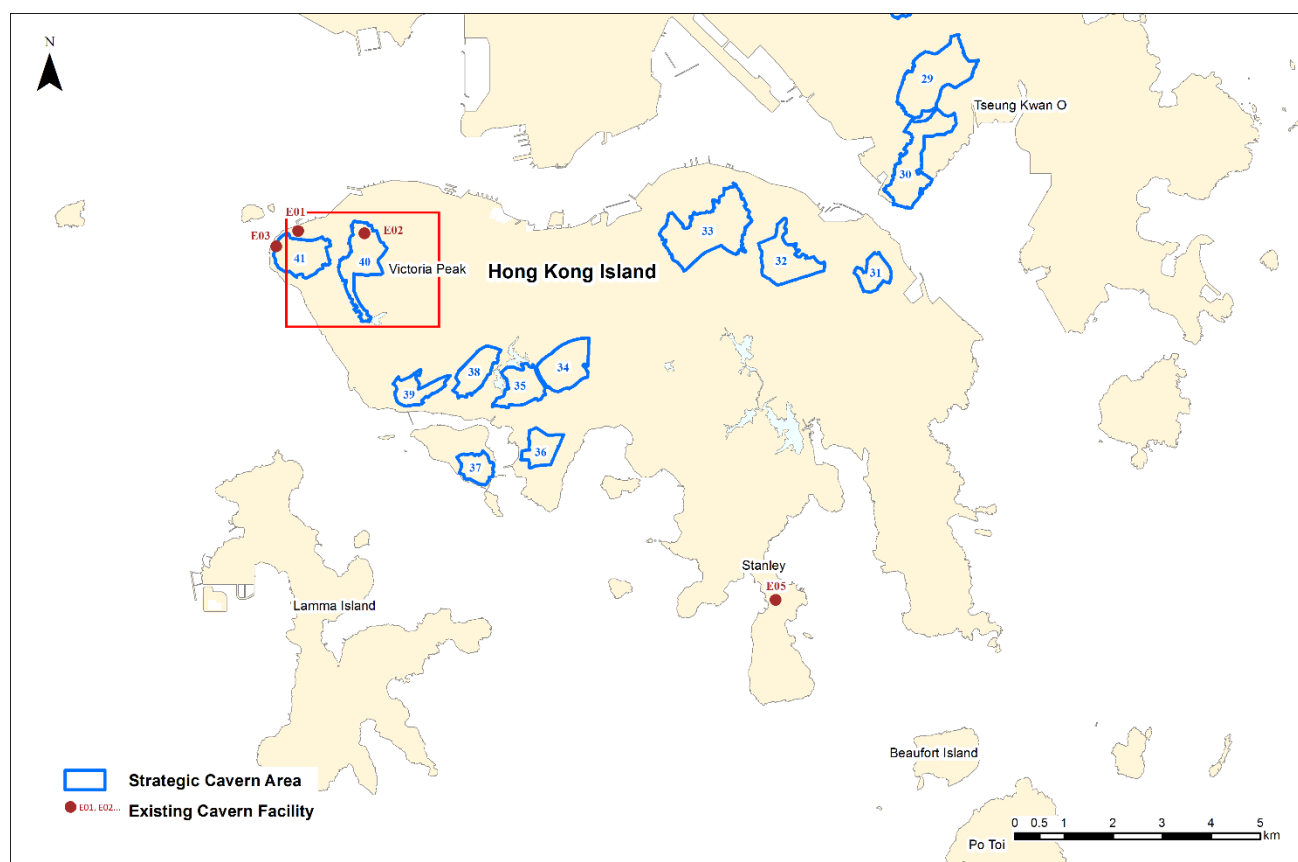 N
29
Tseung Kwan O
30
E01
33
E03
E02
32
41
40
Victoria Peak
Hong Kong Island
31
38
34
39
35
36
37
Stanley
E05
Lamma Island
Beaufort Island
Strategic Cavern Area
E01, E02... Existing Cavern Facility
0 0.5 1 2 3 4 5
km
Po Toi